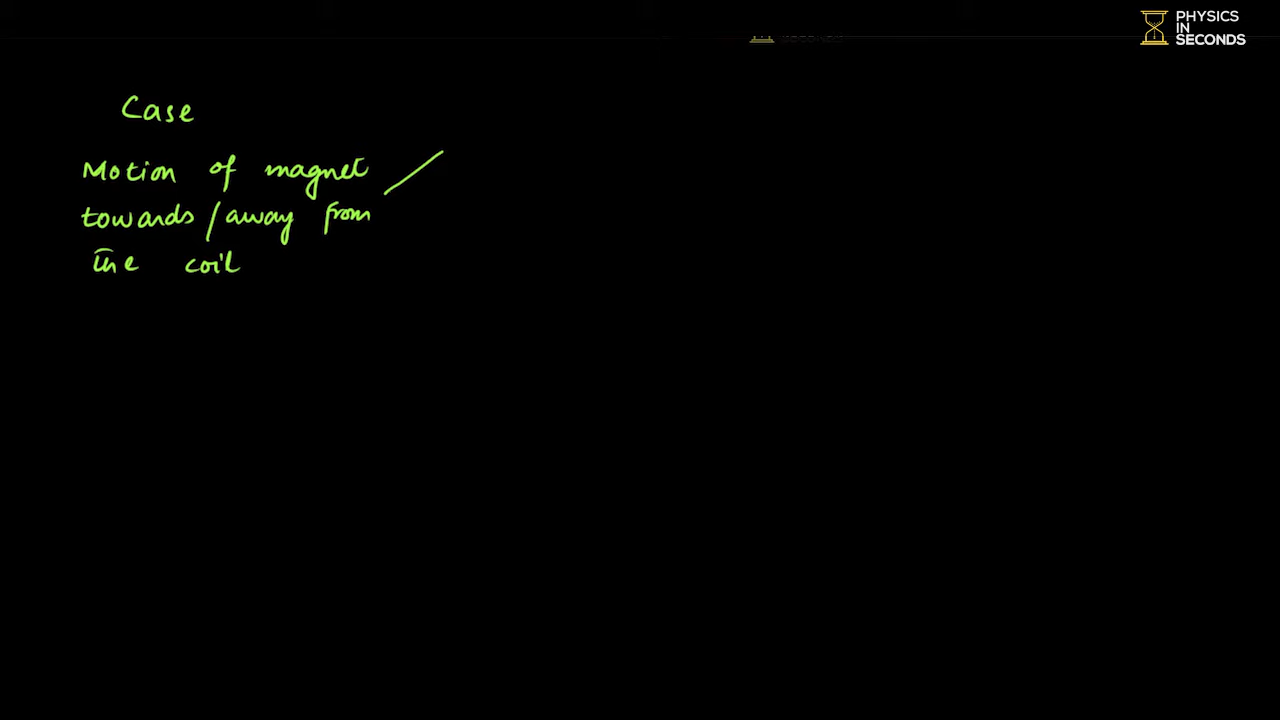 PHYSICS
IN
SECONDS
Case
Motion of magnet
towards/away from
the coil